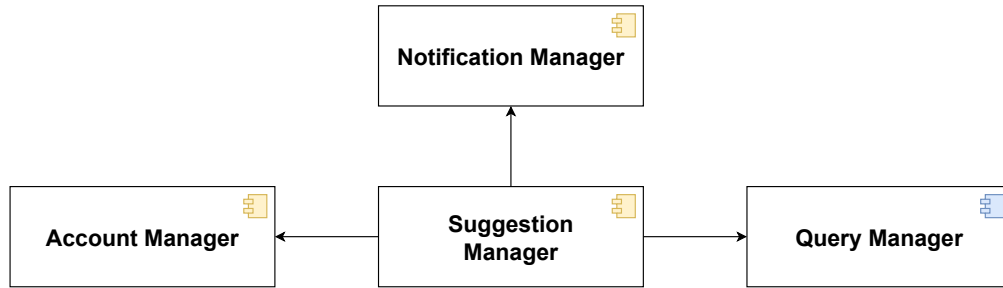 Notification Manager
Account Manager
Suggestion
Manager
Query Manager